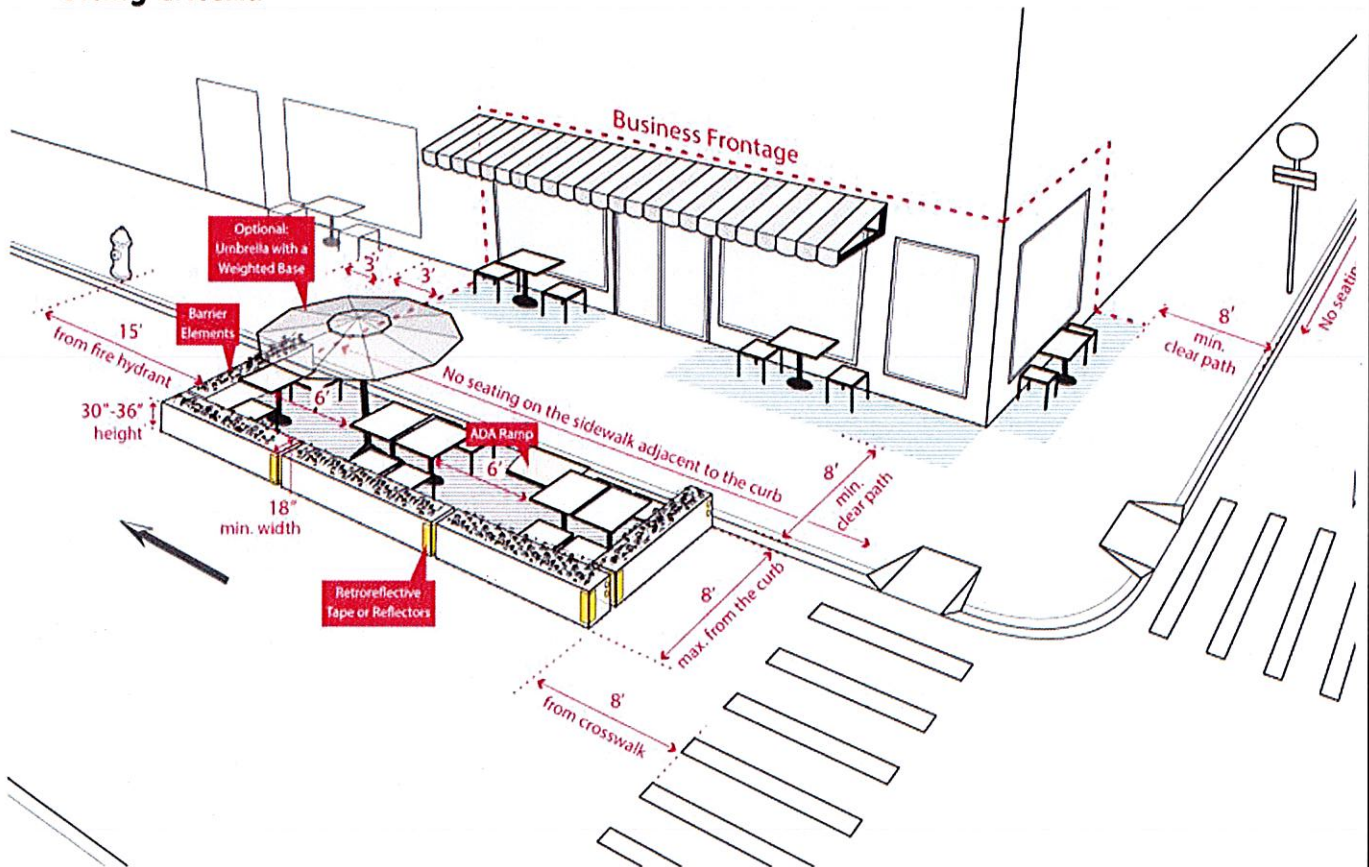 Business Frontage
Optional:
Umbrella with a
Weighted Base
3'
3'
15'
from fire hydrant
Barrier
Elements
30"-36"
height
6'
No seating on the sidewalk adjacent to the curb
ADA Ramp
6'
18"
min. width
Retroreflective
Tape or Reflectors
8'
min.
clear path
8'
min.
clear path
No seating
8'
max. from the curb
8'
from crosswalk